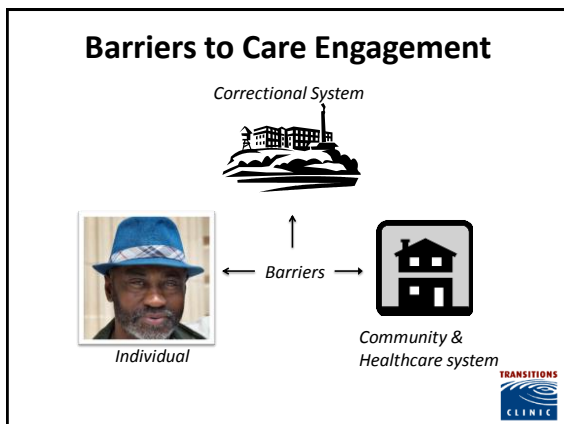 Barriers to Care Engagement
Correctional System
Barriers
Individual
Community &
Healthcare system
TRANSITIONS
CLINIC